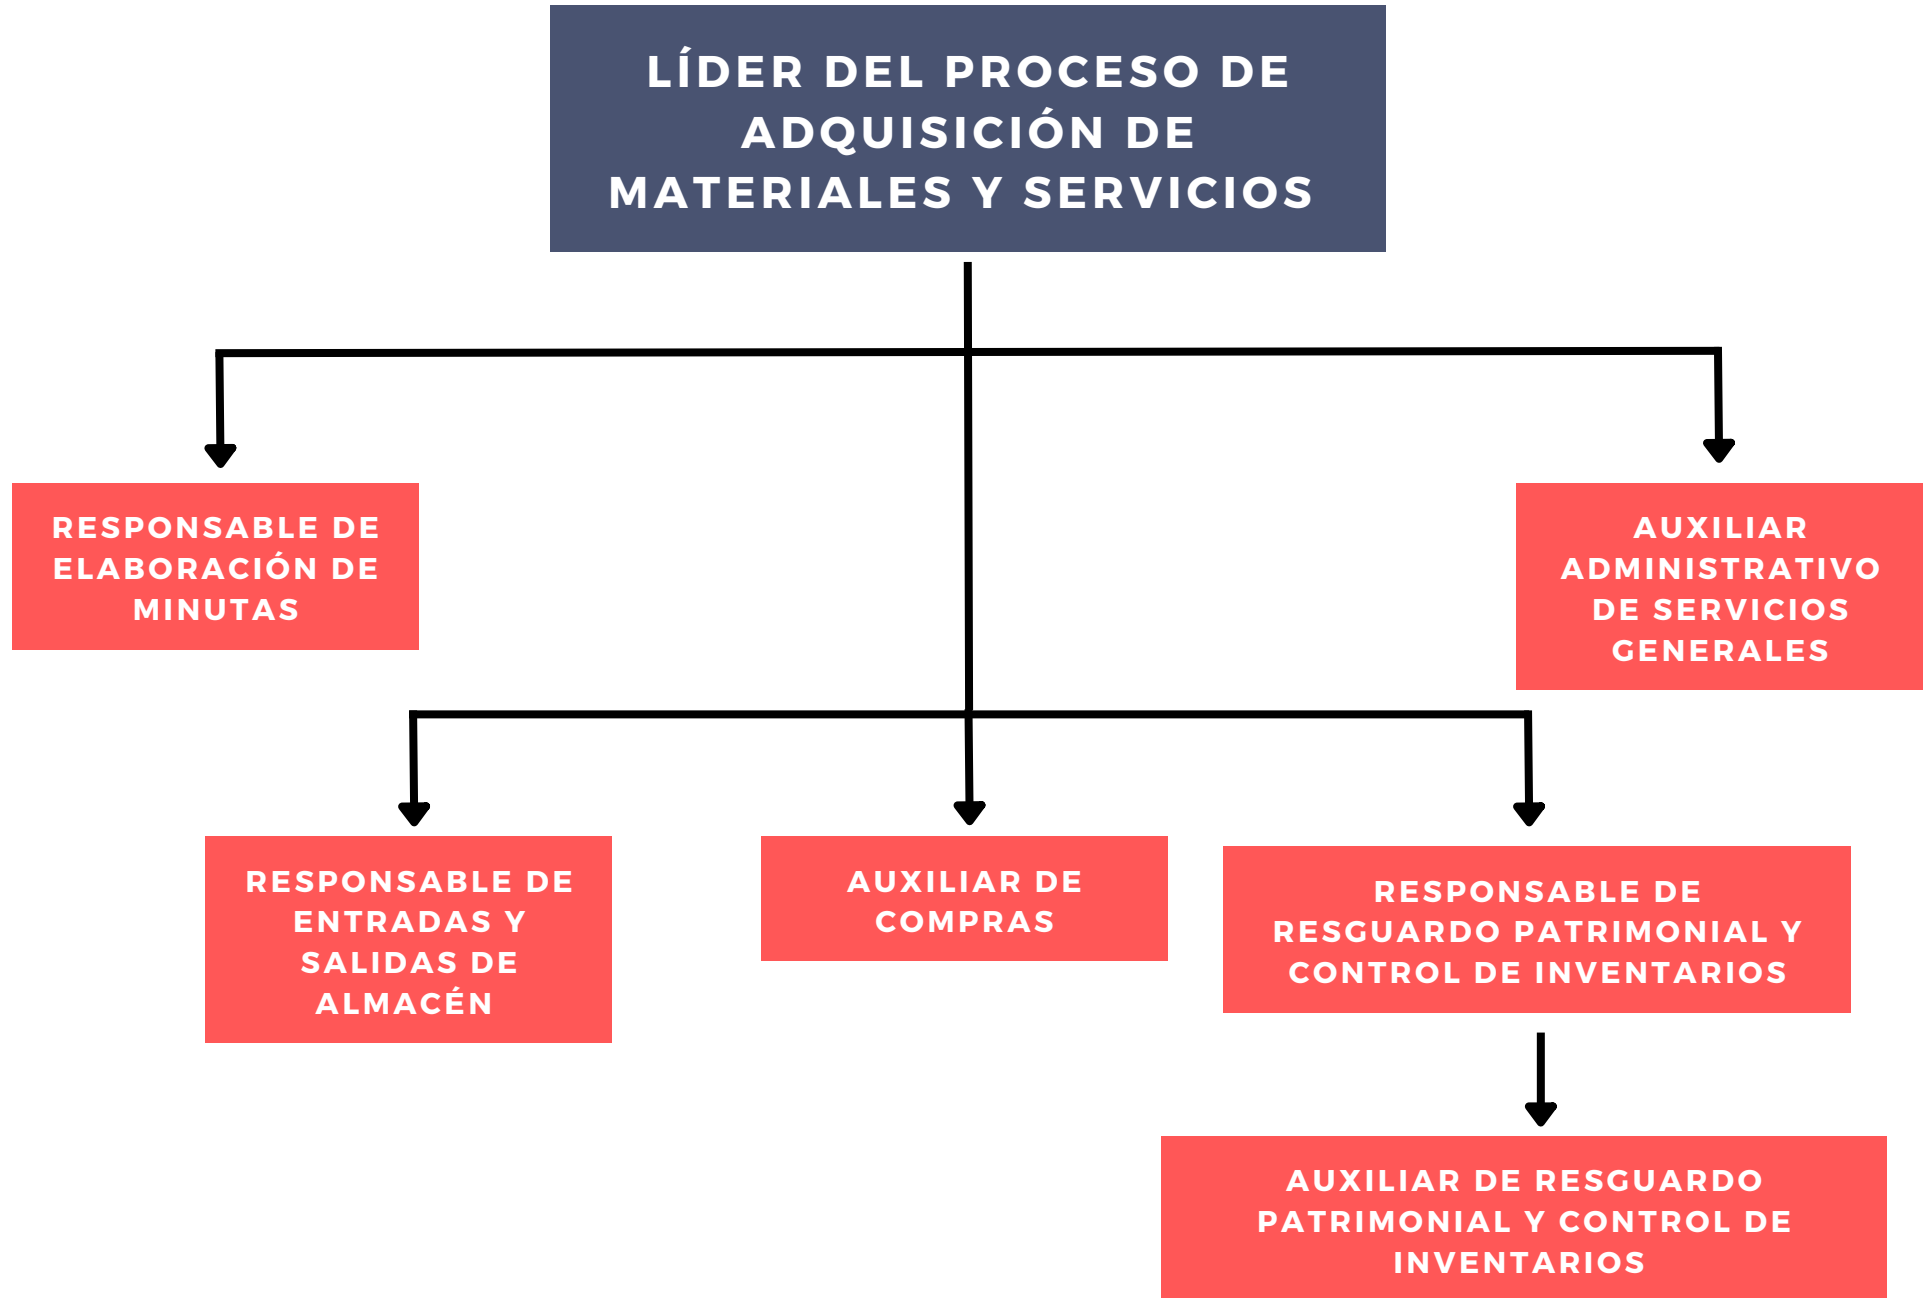 LÍDER DEL PROCESO DE
ADQUISICIÓN DE
MATERIALES Y SERVICIOS
RESPONSABLE DE
ELABORACIÓN DE
MINUTAS
AUXILIAR
ADMINISTRATIVO
DE SERVICIOS
GENERALES
RESPONSABLE DE
ENTRADAS Y
SALIDAS DE
ALMACÉN
AUXILIAR DE
COMPRAS
RESPONSABLE DE
RESGUARDO PATRIMONIAL Y
CONTROL DE INVENTARIOS
AUXILIAR DE RESGUARDO
PATRIMONIAL Y CONTROL DE
INVENTARIOS